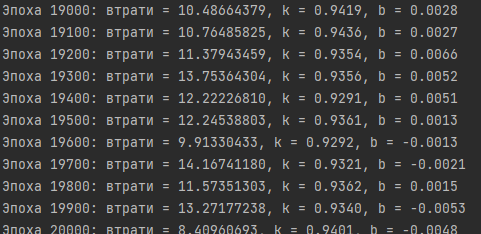 Эпоха 19000: втрати = 10.48664379, k = 0.9419, b = 0.0028
Эпоха 19100: втрати = 10.76485825, k = 0.9436, b = 0.0027
Эпоха 19200: втрати = 11.37943459, k = 0.9354, b = 0.0066
Эпоха 19300: втрати = 13.75364304, k = 0.9356, b = 0.0052
Эпоха 19400: втрати = 12.22226810, k = 0.9291, b = 0.0051
Эпоха 19500: втрати = 12.24538803, k = 0.9361, b = 0.0013
Эпоха 19600: втрати = 9.91330433, k = 0.9292, b = -0.0013
Эпоха 19700: втрати = 14.16741180, k = 0.9321, b = -0.0021
Эпоха 19800: втрати = 11.57351303, k = 0.9362, b = 0.0015
Эпоха 19900: втрати = 13.27177238, k = 0.9340, b = -0.0053
Эпоха 20000: втрати = 8.40960693, k = 0.9401, b = -0.0048